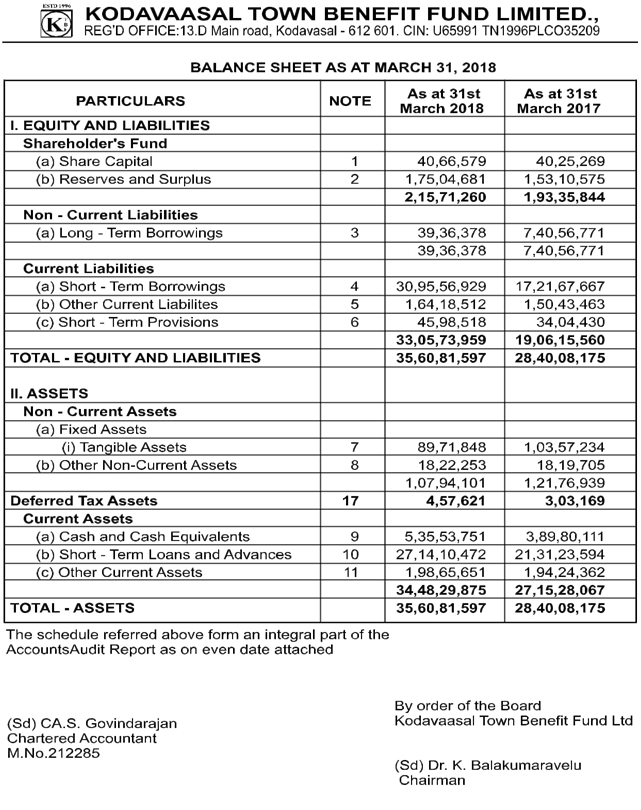 ESTD 1996
K
KODAVAASAL TOWN BENEFIT FUND LIMITED.,
REG'D OFFICE:13.D Main road, Kodavasal - 612 601. CIN: U65991 TN1996PLCO35209
BALANCE SHEET AS AT MARCH 31, 2018
PARTICULARS NOTE As at 31st March 2018 As at 31st March 2017
I. EQUITY AND LIABILITIES
Shareholder's Fund
(a) Share Capital 1 40,66,579 40,25,269
(b) Reserves and Surplus 2 1,75,04,681 1,53,10,575
2,15,71,260 1,93,35,844
Non - Current Liabilities
(a) Long - Term Borrowings 3 39,36,378 7,40,56,771
39,36,378 7,40,56,771
Current Liabilities
(a) Short - Term Borrowings 4 30,95,56,929 17,21,67,667
(b) Other Current Liabilites 5 1,64,18,512 1,50,43,463
(c) Short - Term Provisions 6 45,98,518 34,04,430
33,05,73,959 19,06,15,560
TOTAL - EQUITY AND LIABILITIES 35,60,81,597 28,40,08,175
II. ASSETS
Non - Current Assets
(a) Fixed Assets
(i) Tangible Assets 7 89,71,848 1,03,57,234
(b) Other Non-Current Assets 8 18,22,253 18,19,705
1,07,94,101 1,21,76,939
Deferred Tax Assets 17 4,57,621 3,03,169
Current Assets
(a) Cash and Cash Equivalents 9 5,35,53,751 3,89,80,111
(b) Short - Term Loans and Advances 10 27,14,10,472 21,31,23,594
(c) Other Current Assets 11 1,98,65,651 1,94,24,362
34,48,29,875 27,15,28,067
TOTAL - ASSETS 35,60,81,597 28,40,08,175
The schedule referred above form an integral part of the
AccountsAudit Report as on even date attached
(Sd) CA.S. Govindarajan
Chartered Accountant
M.No.212285
By order of the Board
Kodavaasal Town Benefit Fund Ltd
(Sd) Dr. K. Balakumaravelu
Chairman